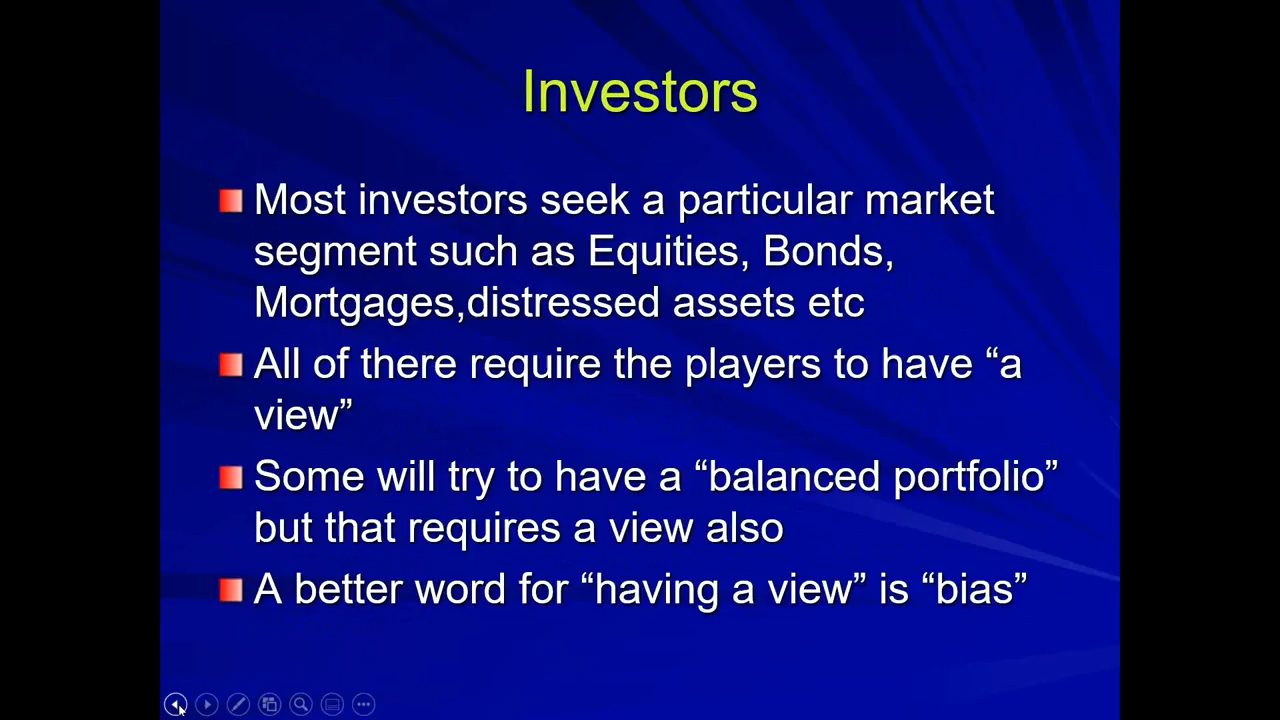 Investors
Most investors seek a particular market
segment such as Equities, Bonds,
Mortgages,distressed assets etc
All of there require the players to have “a
view”
Some will try to have a “balanced portfolio”
but that requires a view also
A better word for “having a view” is “bias”